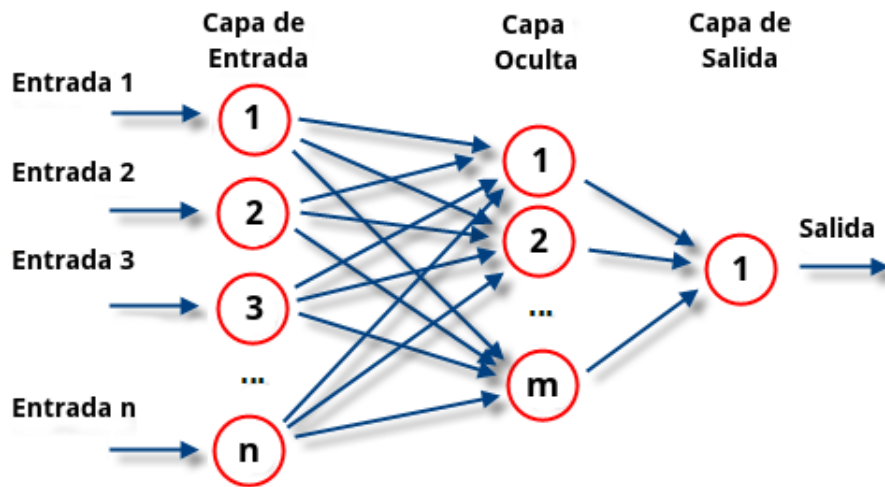 Capa de
Entrada
Capa
Oculta
Capa de
Salida
Entrada 1
1
Entrada 2
2
Entrada 3
3
...
Entrada n
n
1
2
...
m
1
Salida